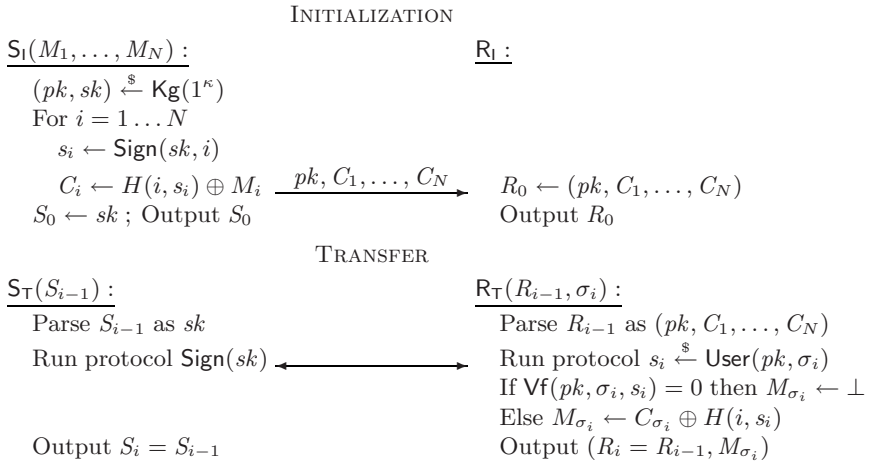 INITIALIZATION
S_I(M_1, . . . , M_N) : R_I :
(pk, sk) ←$ Kg(1^κ)
For i = 1 . . . N
s_i ← Sign(sk, i)
C_i ← H(i, s_i) ⊕ M_i pk, C_1, . . . , C_N R_0 ← (pk, C_1, . . . , C_N)
S_0 ← sk ; Output S_0 Output R_0
TRANSFER
S_T(S_{i−1}) : R_T(R_{i−1}, σ_i) :
Parse S_{i−1} as sk Parse R_{i−1} as (pk, C_1, . . . , C_N)
Run protocol Sign(sk) Run protocol s_i ←$ User(pk, σ_i)
If Vf(pk, σ_i, s_i) = 0 then M_{σ_i} ← ⊥
Else M_{σ_i} ← C_{σ_i} ⊕ H(i, s_i)
Output S_i = S_{i−1} Output (R_i = R_{i−1}, M_{σ_i})